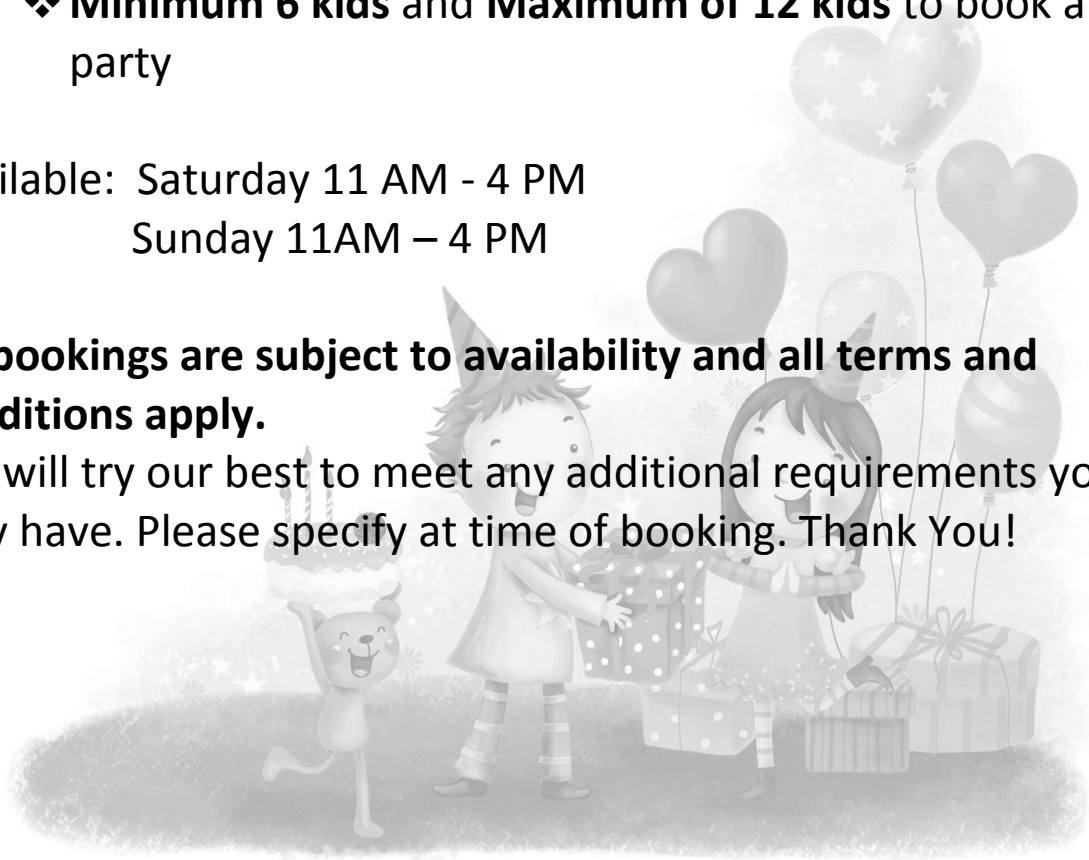 ❖ Minimum 6 kids and Maximum of 12 kids to book a
party
ilable: Saturday 11 AM - 4 PM
Sunday 11AM – 4 PM
bookings are subject to availability and all terms and
ditions apply.
will try our best to meet any additional requirements yo
y have. Please specify at time of booking. Thank You!